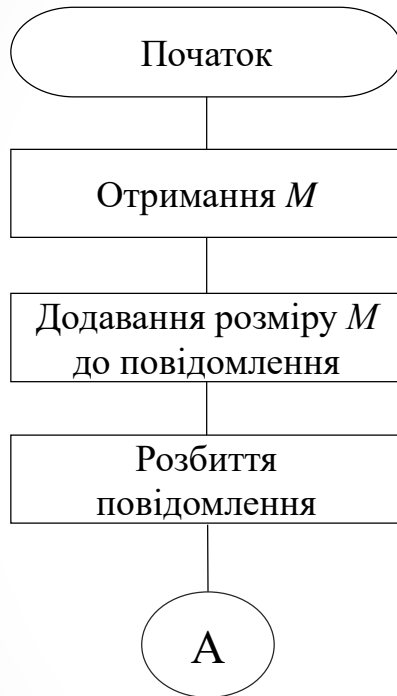 Початок
Отримання M
Додавання розміру M
до повідомлення
Розбиття
повідомлення
А